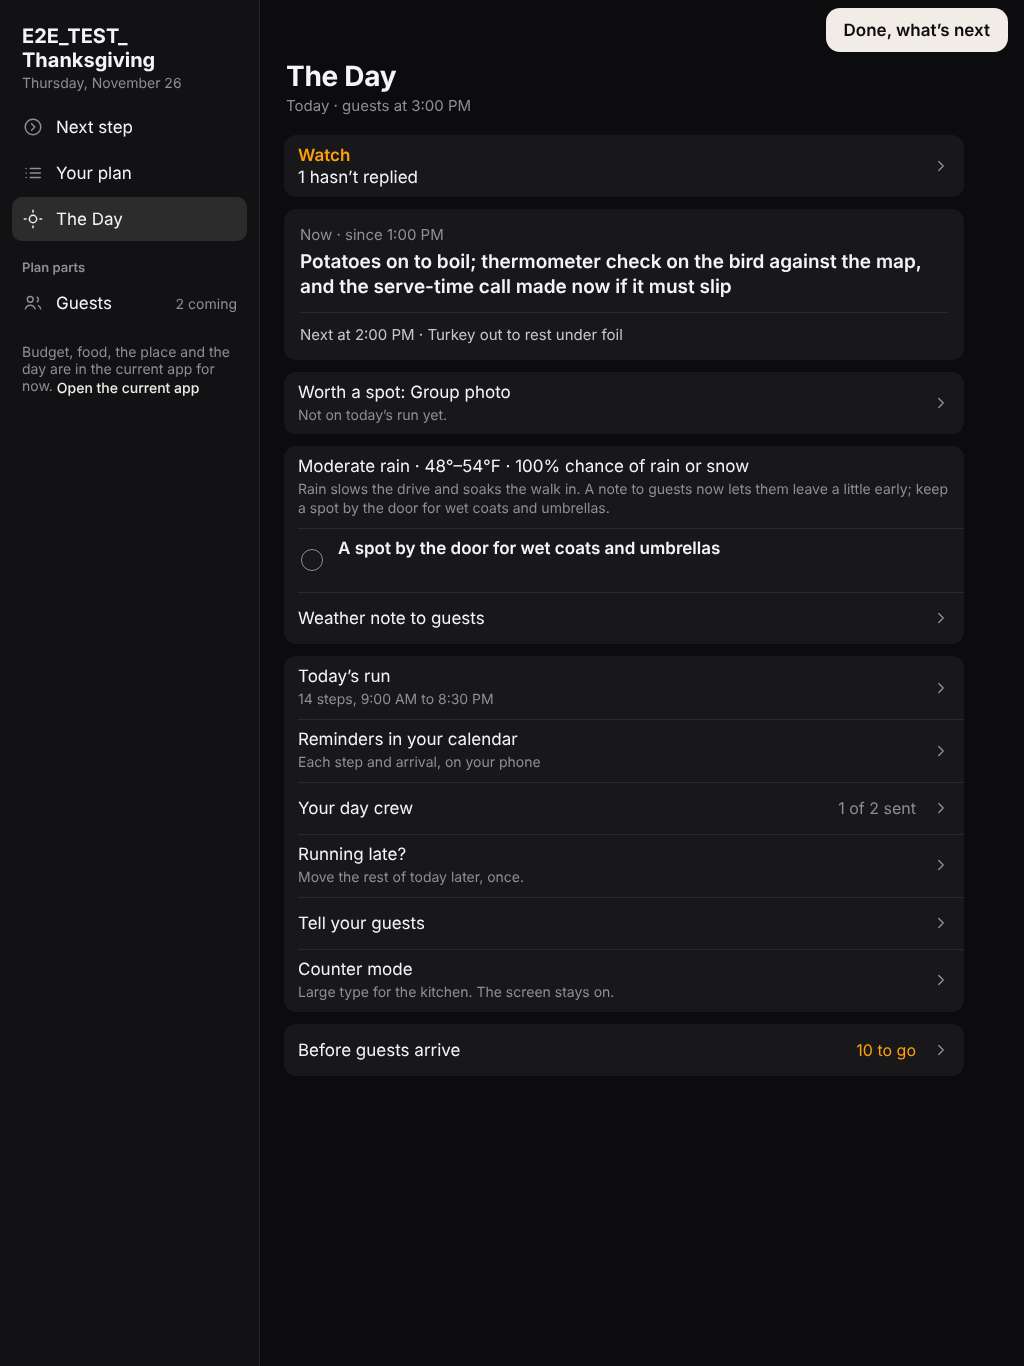 E2E_TEST_
Thanksgiving
Thursday, November 26
Next step
Your plan
The Day
Plan parts
Guests 2 coming
Budget, food, the place and the
day are in the current app for
now. Open the current app
Done, what’s next
The Day
Today · guests at 3:00 PM
Watch
1 hasn’t replied
Now · since 1:00 PM
Potatoes on to boil; thermometer check on the bird against the map,
and the serve-time call made now if it must slip
Next at 2:00 PM · Turkey out to rest under foil
Worth a spot: Group photo
Not on today’s run yet.
Moderate rain · 48°–54°F · 100% chance of rain or snow
Rain slows the drive and soaks the walk in. A note to guests now lets them leave a little early; keep
a spot by the door for wet coats and umbrellas.
A spot by the door for wet coats and umbrellas
Weather note to guests
Today’s run
14 steps, 9:00 AM to 8:30 PM
Reminders in your calendar
Each step and arrival, on your phone
Your day crew 1 of 2 sent
Running late?
Move the rest of today later, once.
Tell your guests
Counter mode
Large type for the kitchen. The screen stays on.
Before guests arrive 10 to go